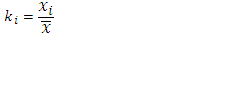 k_i = x_i / x̿